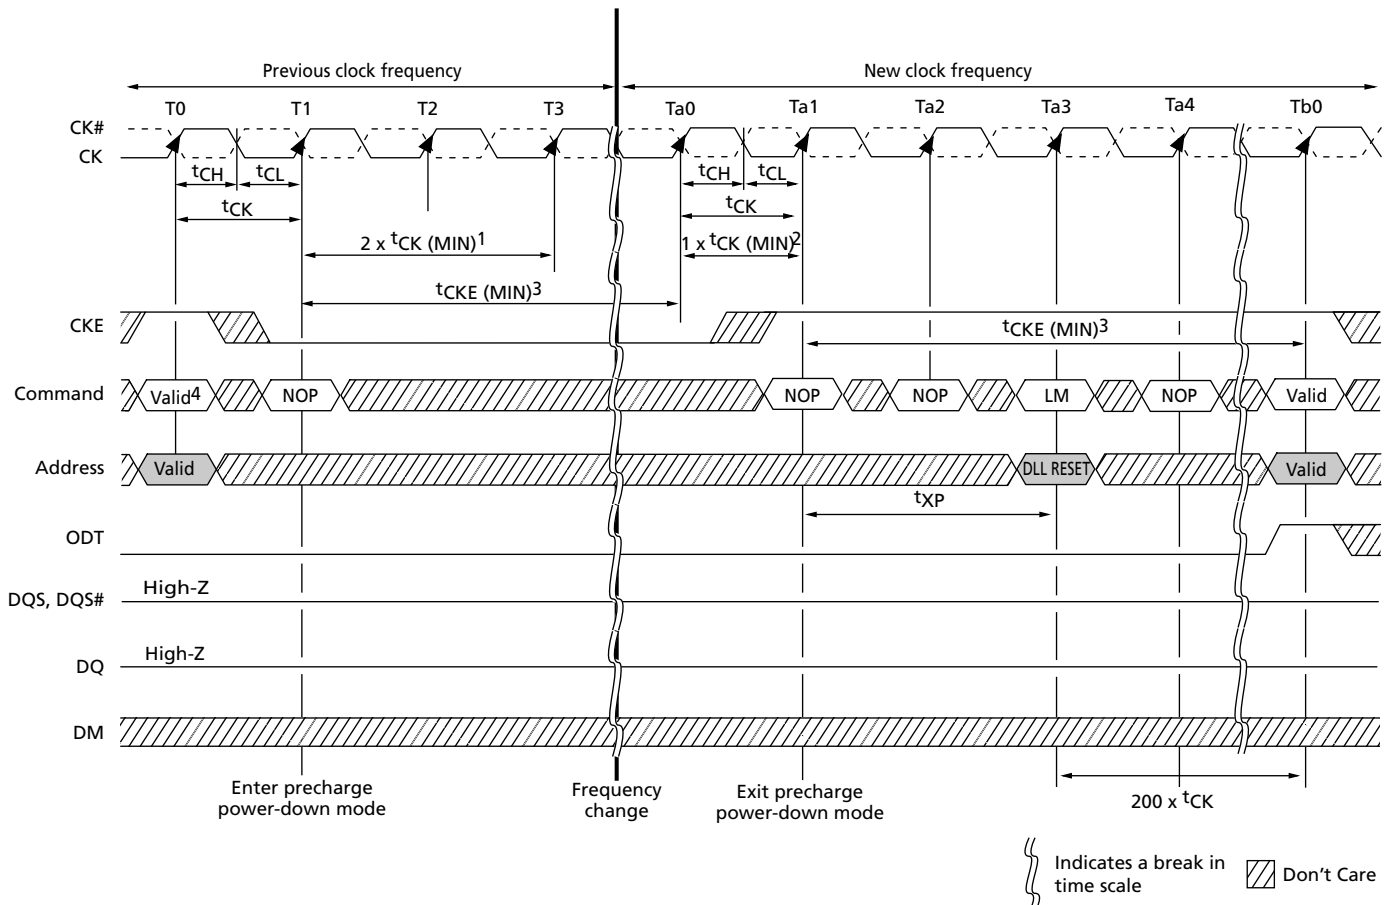 Previous clock frequency New clock frequency
T0 T1 T2 T3 Ta0 Ta1 Ta2 Ta3 Ta4 Tb0
CK#
CK
tCH tCL tCH tCL
tCK tCK
2 x tCK (MIN)1 1 x tCK (MIN)2
tCKE (MIN)3
CKE
tCKE (MIN)3
Command Valid4 NOP NOP NOP LM NOP Valid
Address Valid DLL RESET Valid
tXP
ODT
High-Z
DQS, DQS#
High-Z
DQ
DM
Enter precharge
power-down mode
Frequency
change
Exit precharge
power-down mode
200 x tCK
Indicates a break in
time scale
Don't Care